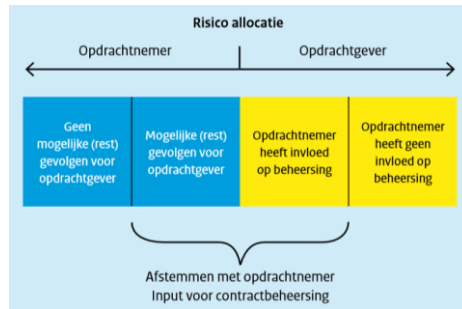 Risico allocatie
Opdrachtnemer
Opdrachtgever
Geen
mogelijke (rest)
gevolgen voor
opdrachtgever
Mogelijke (rest)
gevolgen voor
opdrachtgever
Opdrachtnemer
heeft invloed
op beheersing
Opdrachtnemer
heeft geen
invloed op
beheersing
Afstemmen met opdrachtnemer
Input voor contractbeheersing